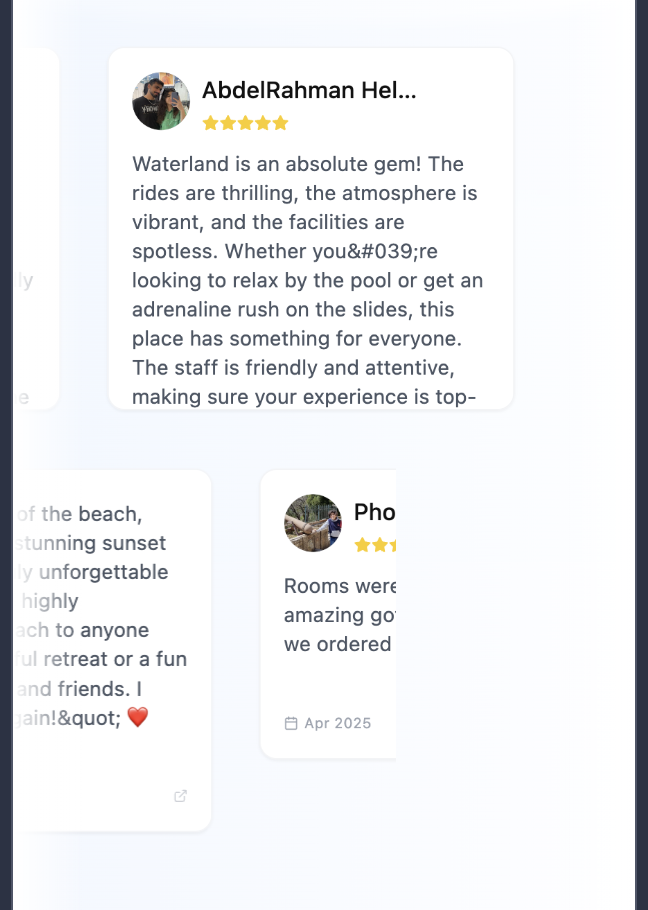 AbdelRahman Hel...
Waterland is an absolute gem! The
rides are thrilling, the atmosphere is
vibrant, and the facilities are
spotless. Whether you&#039;re
looking to relax by the pool or get an
adrenaline rush on the slides, this
place has something for everyone.
The staff is friendly and attentive,
making sure your experience is top-
ly
e
of the beach,
stunning sunset
ly unforgettable
highly
ach to anyone
ful retreat or a fun
and friends. I
gain!&quot; ❤️
Pho
Rooms were
amazing go
we ordered
Apr 2025